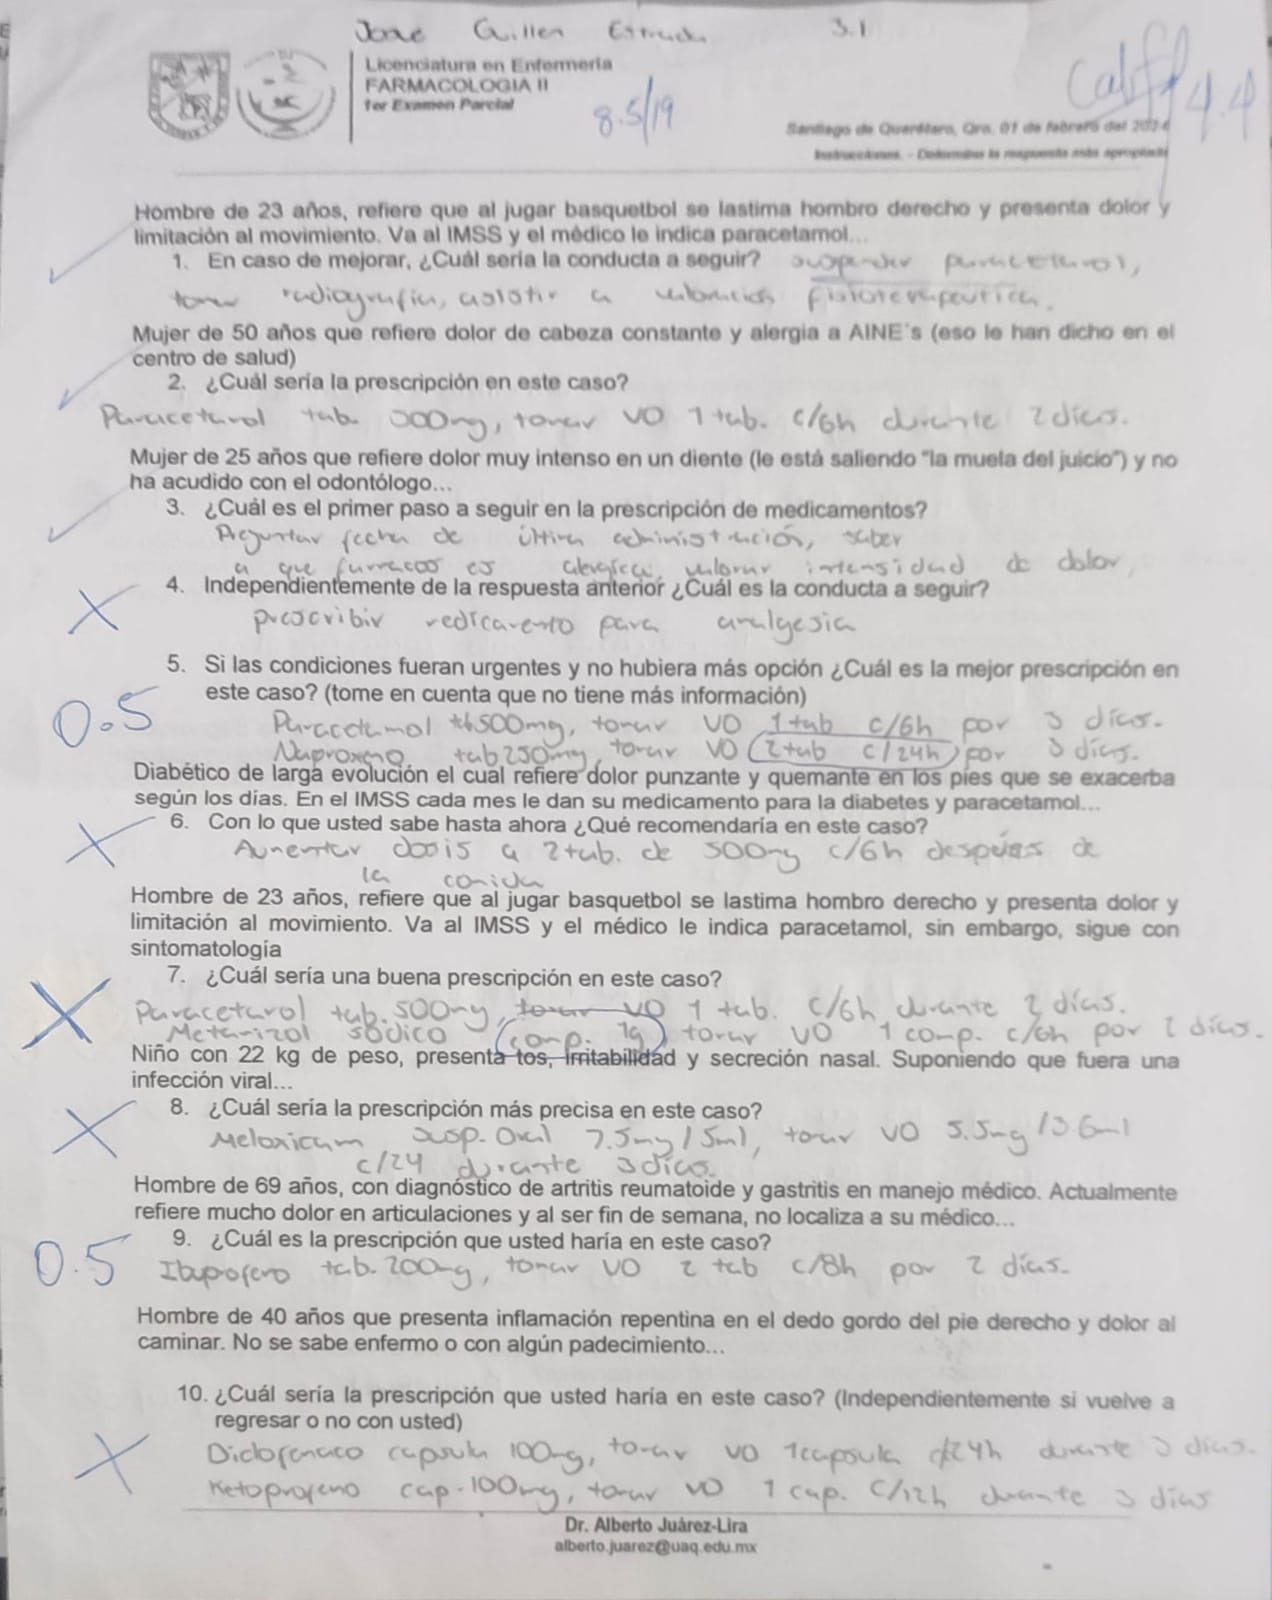 José Guillen Estrada 3.1
Licenciatura en Enfermería
FARMACOLOGIA II
1er Examen Parcial
8.5/19
Calif 4.4
Santiago de Querétaro, Qro. 01 de febrero del 2024
Instrucciones. - Determine la respuesta más apropiada
Hombre de 23 años, refiere que al jugar basquetbol se lastima hombro derecho y presenta dolor y
limitación al movimiento. Va al IMSS y el médico le indica paracetamol...
1. En caso de mejorar, ¿Cuál sería la conducta a seguir? suspender paracetamol,
tomar radiografía, asistir a valoración fisioterapeutica.
Mujer de 50 años que refiere dolor de cabeza constante y alergia a AINE's (eso le han dicho en el
centro de salud)
2. ¿Cuál sería la prescripción en este caso?
Paracetamol tab. 500mg, tomar VO 1 tab. c/6h durante 2 días.
Mujer de 25 años que refiere dolor muy intenso en un diente (le está saliendo "la muela del juicio") y no
ha acudido con el odontólogo...
3. ¿Cuál es el primer paso a seguir en la prescripción de medicamentos?
Preguntar fecha de última administración, saber
a que farmacos es alergica, valorar intensidad de dolor,
4. Independientemente de la respuesta anterior ¿Cuál es la conducta a seguir?
prescribir medicamento para analgesia
5. Si las condiciones fueran urgentes y no hubiera más opción ¿Cuál es la mejor prescripción en
este caso? (tome en cuenta que no tiene más información)
0.5
Paracetamol tb 500mg, tomar VO 1 tab c/6h por 3 días.
Naproxeno tab 250mg, tomar VO 2 tab c/24h por 3 días.
Diabético de larga evolución el cual refiere dolor punzante y quemante en los pies que se exacerba
según los días. En el IMSS cada mes le dan su medicamento para la diabetes y paracetamol...
6. Con lo que usted sabe hasta ahora ¿Qué recomendaría en este caso?
Aumentar dosis a 2 tab. de 500mg c/6h después de
la comida
Hombre de 23 años, refiere que al jugar basquetbol se lastima hombro derecho y presenta dolor y
limitación al movimiento. Va al IMSS y el médico le indica paracetamol, sin embargo, sigue con
sintomatología
7. ¿Cuál sería una buena prescripción en este caso?
Paracetamol tab. 500mg, tomar VO 1 tab. c/6h durante 2 días.
Metamizol sódico comp. 1g tomar VO 1 comp. c/6h por 2 días.
Niño con 22 kg de peso, presenta tos, irritabilidad y secreción nasal. Suponiendo que fuera una
infección viral...
8. ¿Cuál sería la prescripción más precisa en este caso?
Meloxicam susp. Oral 7.5mg/5ml, tomar VO 5.5mg/3.6ml
c/24 durante 3 días.
Hombre de 69 años, con diagnóstico de artritis reumatoide y gastritis en manejo médico. Actualmente
refiere mucho dolor en articulaciones y al ser fin de semana, no localiza a su médico...
9. ¿Cuál es la prescripción que usted haría en este caso?
0.5
Ibuprofeno tab. 200mg, tomar VO 2 tab c/8h por 2 días.
Hombre de 40 años que presenta inflamación repentina en el dedo gordo del pie derecho y dolor al
caminar. No se sabe enfermo o con algún padecimiento...
10. ¿Cuál sería la prescripción que usted haría en este caso? (Independientemente si vuelve a
regresar o no con usted)
Diclofenaco capsula 100mg, tomar VO 1 capsula c/24h durante 3 días.
Ketoprofeno cap. 100mg, tomar VO 1 cap. c/12h durante 3 días
Dr. Alberto Juárez-Lira
alberto.juarez@uaq.edu.mx